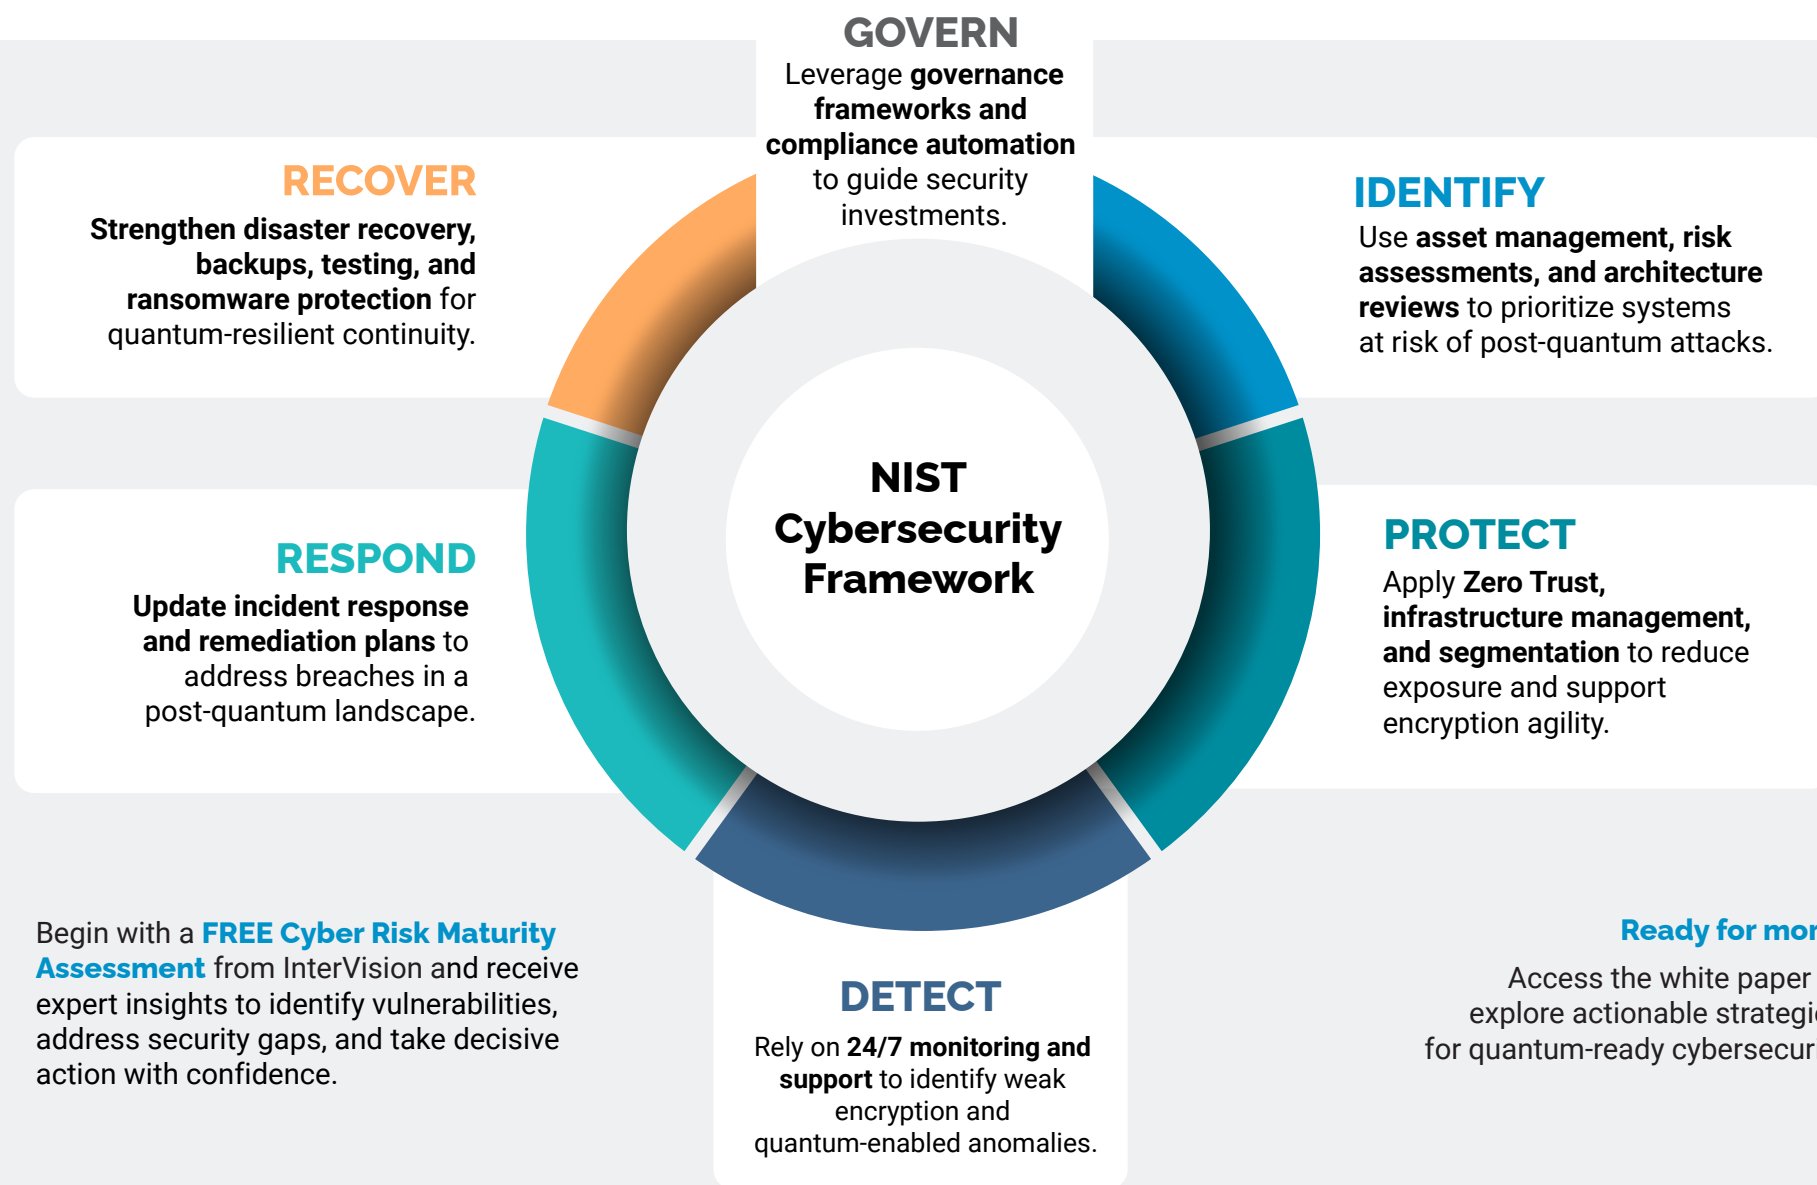 GOVERN
Leverage governance
frameworks and
compliance automation
to guide security
investments.
RECOVER
Strengthen disaster recovery,
backups, testing, and
ransomware protection for
quantum-resilient continuity.
IDENTIFY
Use asset management, risk
assessments, and architecture
reviews to prioritize systems
at risk of post-quantum attacks.
NIST
Cybersecurity
Framework
RESPOND
Update incident response
and remediation plans to
address breaches in a
post-quantum landscape.
PROTECT
Apply Zero Trust,
infrastructure management,
and segmentation to reduce
exposure and support
encryption agility.
DETECT
Rely on 24/7 monitoring and
support to identify weak
encryption and
quantum-enabled anomalies.
Begin with a FREE Cyber Risk Maturity
Assessment from InterVision and receive
expert insights to identify vulnerabilities,
address security gaps, and take decisive
action with confidence.
Ready for
Access the white paper
explore actionable
for quantum-ready